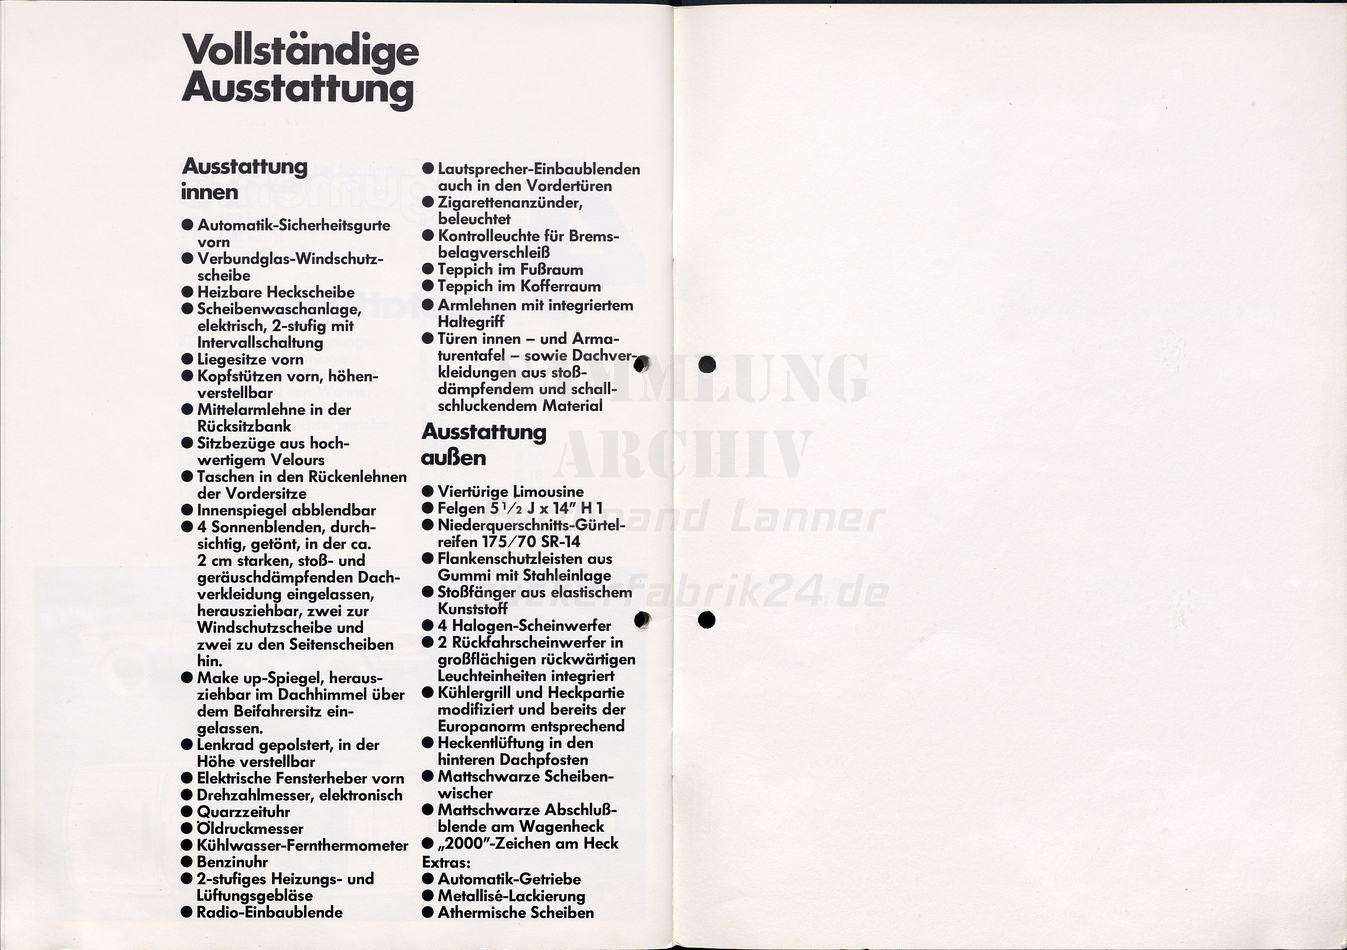 Vollständige
Ausstattung
Ausstattung
innen
● Automatik-Sicherheitsgurte
vorn
● Verbundglas-Windschutz-
scheibe
● Heizbare Heckscheibe
● Scheibenwaschanlage,
elektrisch, 2-stufig mit
Intervallschaltung
● Liegesitze vorn
● Kopfstützen vorn, höhen-
verstellbar
● Mittelarmlehne in der
Rücksitzbank
● Sitzbezüge aus hoch-
wertigem Velours
● Taschen in den Rückenlehnen
der Vordersitze
● Innenspiegel abblendbar
● 4 Sonnenblenden, durch-
sichtig, getönt, in der ca.
2 cm starken, stoß- und
geräuschdämpfenden Dach-
verkleidung eingelassen,
herausziehbar, zwei zur
Windschutzscheibe und
zwei zu den Seitenscheiben
hin.
● Make up-Spiegel, heraus-
ziehbar im Dachhimmel über
dem Beifahrersitz ein-
gelassen.
● Lenkrad gepolstert, in der
Höhe verstellbar
● Elektrische Fensterheber vorn
● Drehzahlmesser, elektronisch
● Quarzzeituhr
● Öldruckmesser
● Kühlwasser-Fernthermometer
● Benzinuhr
● 2-stufiges Heizungs- und
Lüftungsgebläse
● Radio-Einbaublende
● Lautsprecher-Einbaublenden
auch in den Vordertüren
● Zigarettenanzünder,
beleuchtet
● Kontrolleuchte für Brems-
belagverschleiß
● Teppich im Fußraum
● Teppich im Kofferraum
● Armlehnen mit integriertem
Haltegriff
● Türen innen – und Arma-
turentafel – sowie Dachver-
kleidungen aus stoß-
dämpfendem und schall-
schluckendem Material
Ausstattung
außen
● Viertürige Limousine
● Felgen 5 1/2 J x 14" H 1
● Niederquerschnitts-Gürtel-
reifen 175/70 SR-14
● Flankenschutzleisten aus
Gummi mit Stahleinlage
● Stoßfänger aus elastischem
Kunststoff
● 4 Halogen-Scheinwerfer
● 2 Rückfahrscheinwerfer in
großflächigen rückwärtigen
Leuchteinheiten integriert
● Kühlergrill und Heckpartie
modifiziert und bereits der
Europanorm entsprechend
● Heckentlüftung in den
hinteren Dachpfosten
● Mattschwarze Scheiben-
wischer
● Mattschwarze Abschluß-
blende am Wagenheck
● „2000"-Zeichen am Heck
Extras:
● Automatik-Getriebe
● Metallisé-Lackierung
● Athermische Scheiben
SAMMLUNG
ARCHIV
Lanner